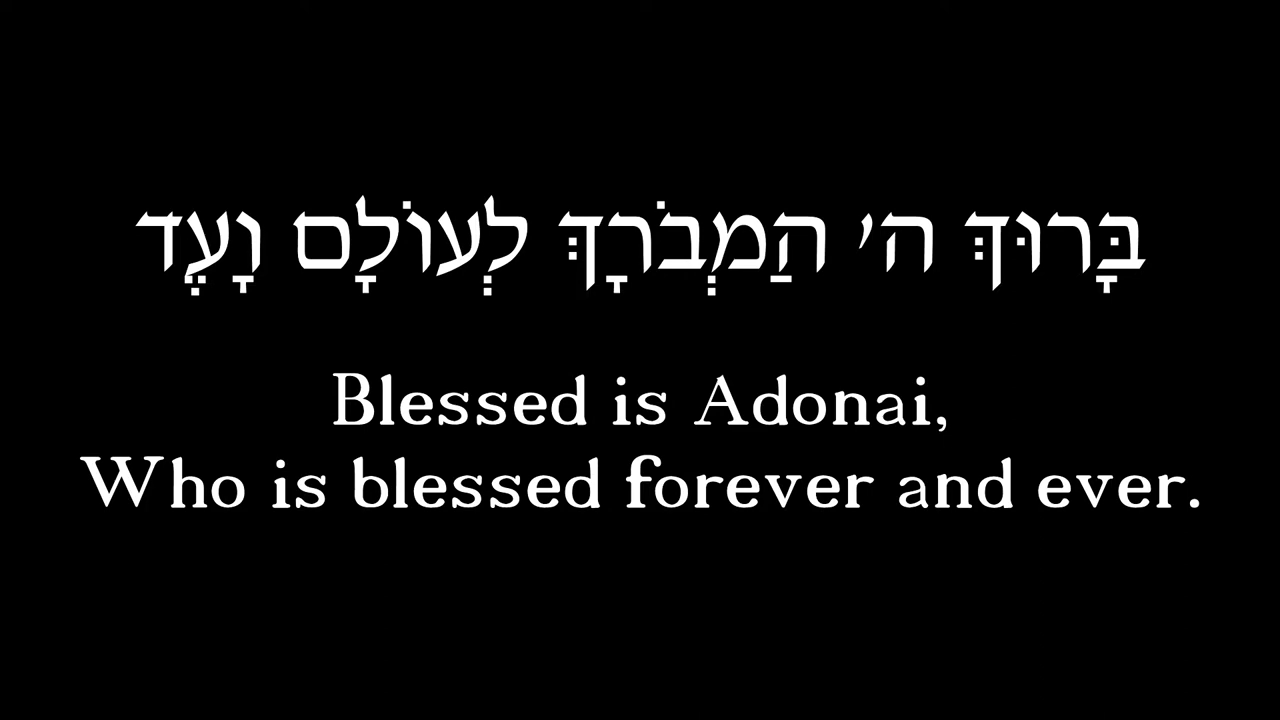 בָּרוּךְ ה׳ הַמְבֹרָךְ לְעוֹלָם וָעֶד
Blessed is Adonai,
Who is blessed forever and ever.